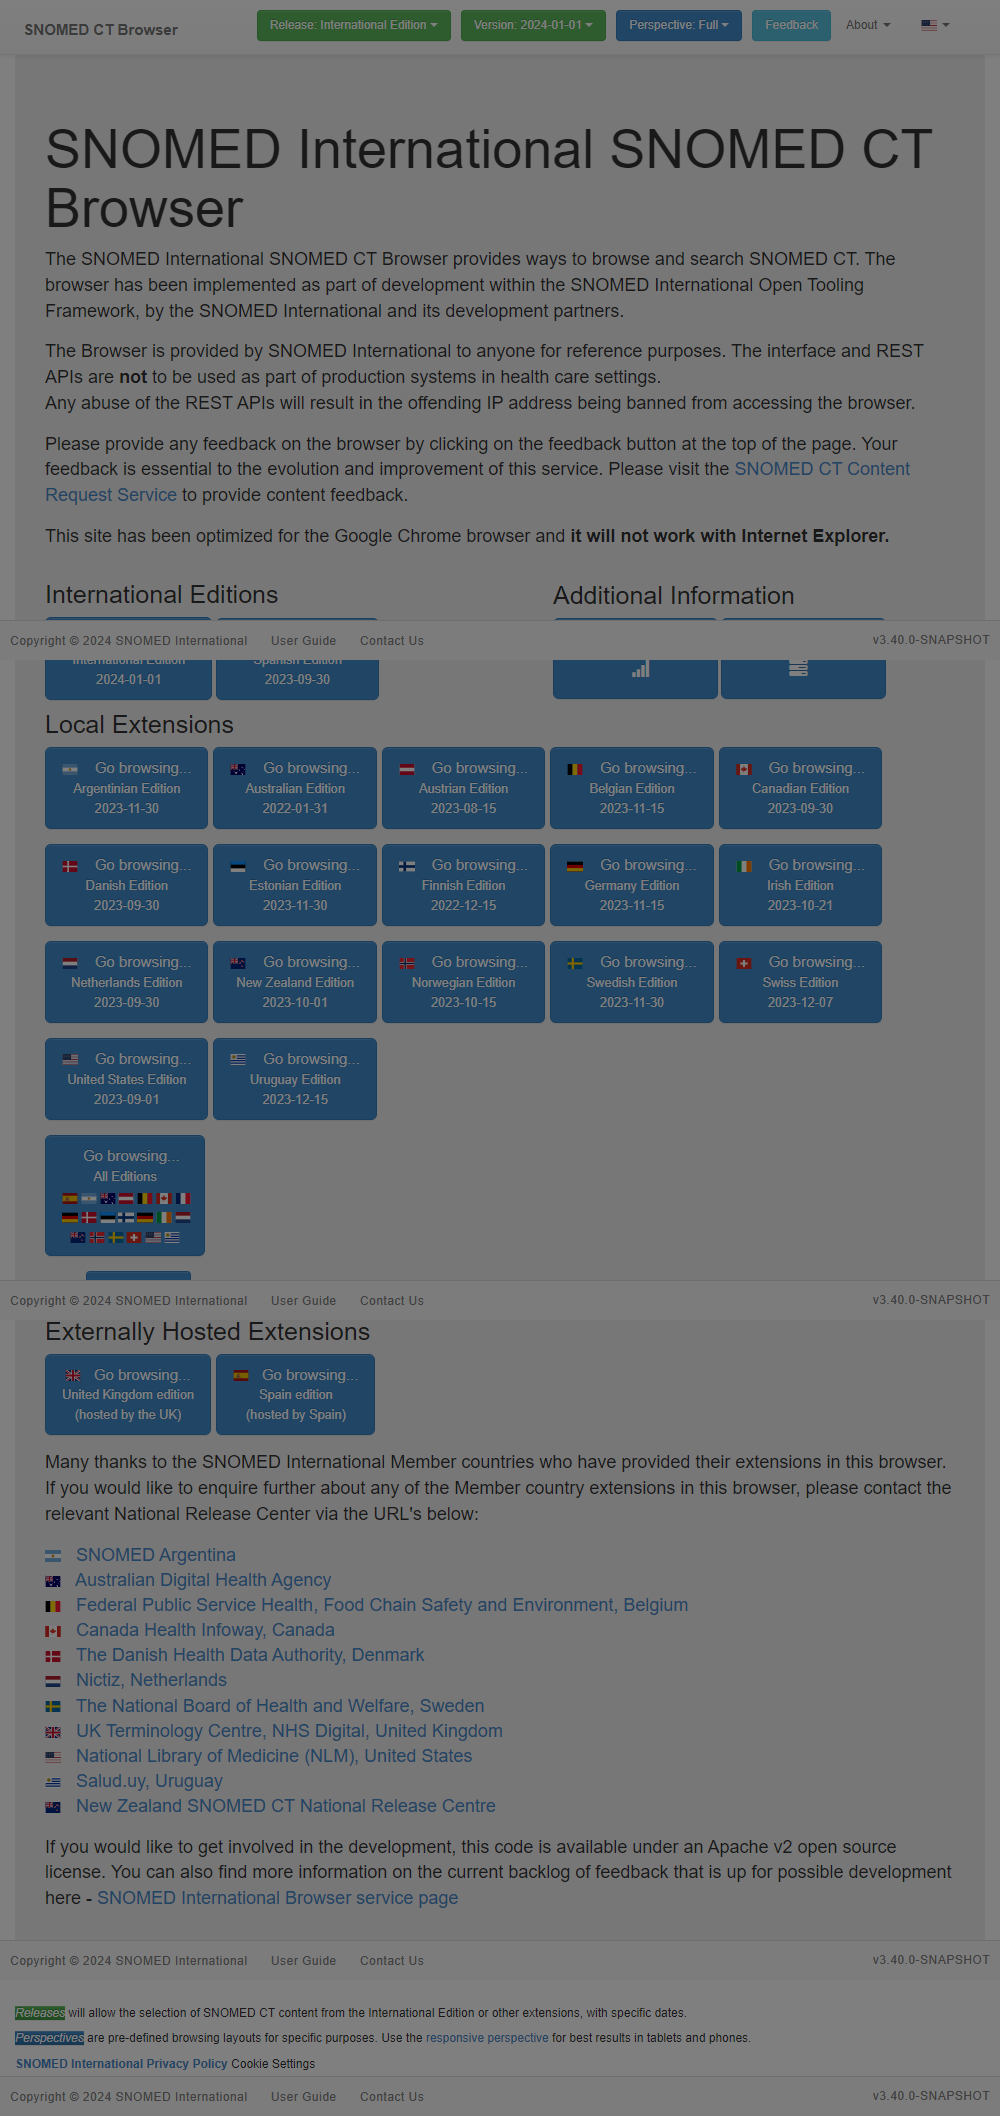 SNOMED CT Browser
Release: International Edition
Version: 2024-01-01
Perspective: Full
Feedback
About
SNOMED International SNOMED CT
Browser
The SNOMED International SNOMED CT Browser provides ways to browse and search SNOMED CT. The
browser has been implemented as part of development within the SNOMED International Open Tooling
Framework, by the SNOMED International and its development partners.
The Browser is provided by SNOMED International to anyone for reference purposes. The interface and REST
APIs are not to be used as part of production systems in health care settings.
Any abuse of the REST APIs will result in the offending IP address being banned from accessing the browser.
Please provide any feedback on the browser by clicking on the feedback button at the top of the page. Your
feedback is essential to the evolution and improvement of this service. Please visit the SNOMED CT Content
Request Service to provide content feedback.
This site has been optimized for the Google Chrome browser and it will not work with Internet Explorer.
International Editions
Additional Information
Copyright © 2024 SNOMED International User Guide Contact Us v3.40.0-SNAPSHOT
International Edition
2024-01-01
Spanish Edition
2023-09-30
Local Extensions
Go browsing...
Argentinian Edition
2023-11-30
Go browsing...
Australian Edition
2022-01-31
Go browsing...
Austrian Edition
2023-08-15
Go browsing...
Belgian Edition
2023-11-15
Go browsing...
Canadian Edition
2023-09-30
Go browsing...
Danish Edition
2023-09-30
Go browsing...
Estonian Edition
2023-11-30
Go browsing...
Finnish Edition
2022-12-15
Go browsing...
Germany Edition
2023-11-15
Go browsing...
Irish Edition
2023-10-21
Go browsing...
Netherlands Edition
2023-09-30
Go browsing...
New Zealand Edition
2023-10-01
Go browsing...
Norwegian Edition
2023-10-15
Go browsing...
Swedish Edition
2023-11-30
Go browsing...
Swiss Edition
2023-12-07
Go browsing...
United States Edition
2023-09-01
Go browsing...
Uruguay Edition
2023-12-15
Go browsing...
All Editions
Copyright © 2024 SNOMED International User Guide Contact Us v3.40.0-SNAPSHOT
Externally Hosted Extensions
Go browsing...
United Kingdom edition
(hosted by the UK)
Go browsing...
Spain edition
(hosted by Spain)
Many thanks to the SNOMED International Member countries who have provided their extensions in this browser.
If you would like to enquire further about any of the Member country extensions in this browser, please contact the
relevant National Release Center via the URL's below:
SNOMED Argentina
Australian Digital Health Agency
Federal Public Service Health, Food Chain Safety and Environment, Belgium
Canada Health Infoway, Canada
The Danish Health Data Authority, Denmark
Nictiz, Netherlands
The National Board of Health and Welfare, Sweden
UK Terminology Centre, NHS Digital, United Kingdom
National Library of Medicine (NLM), United States
Salud.uy, Uruguay
New Zealand SNOMED CT National Release Centre
If you would like to get involved in the development, this code is available under an Apache v2 open source
license. You can also find more information on the current backlog of feedback that is up for possible development
here - SNOMED International Browser service page
Copyright © 2024 SNOMED International User Guide Contact Us v3.40.0-SNAPSHOT
Releases will allow the selection of SNOMED CT content from the International Edition or other extensions, with specific dates.
Perspectives are pre-defined browsing layouts for specific purposes. Use the responsive perspective for best results in tablets and phones.
SNOMED International Privacy Policy Cookie Settings
Copyright © 2024 SNOMED International User Guide Contact Us v3.40.0-SNAPSHOT